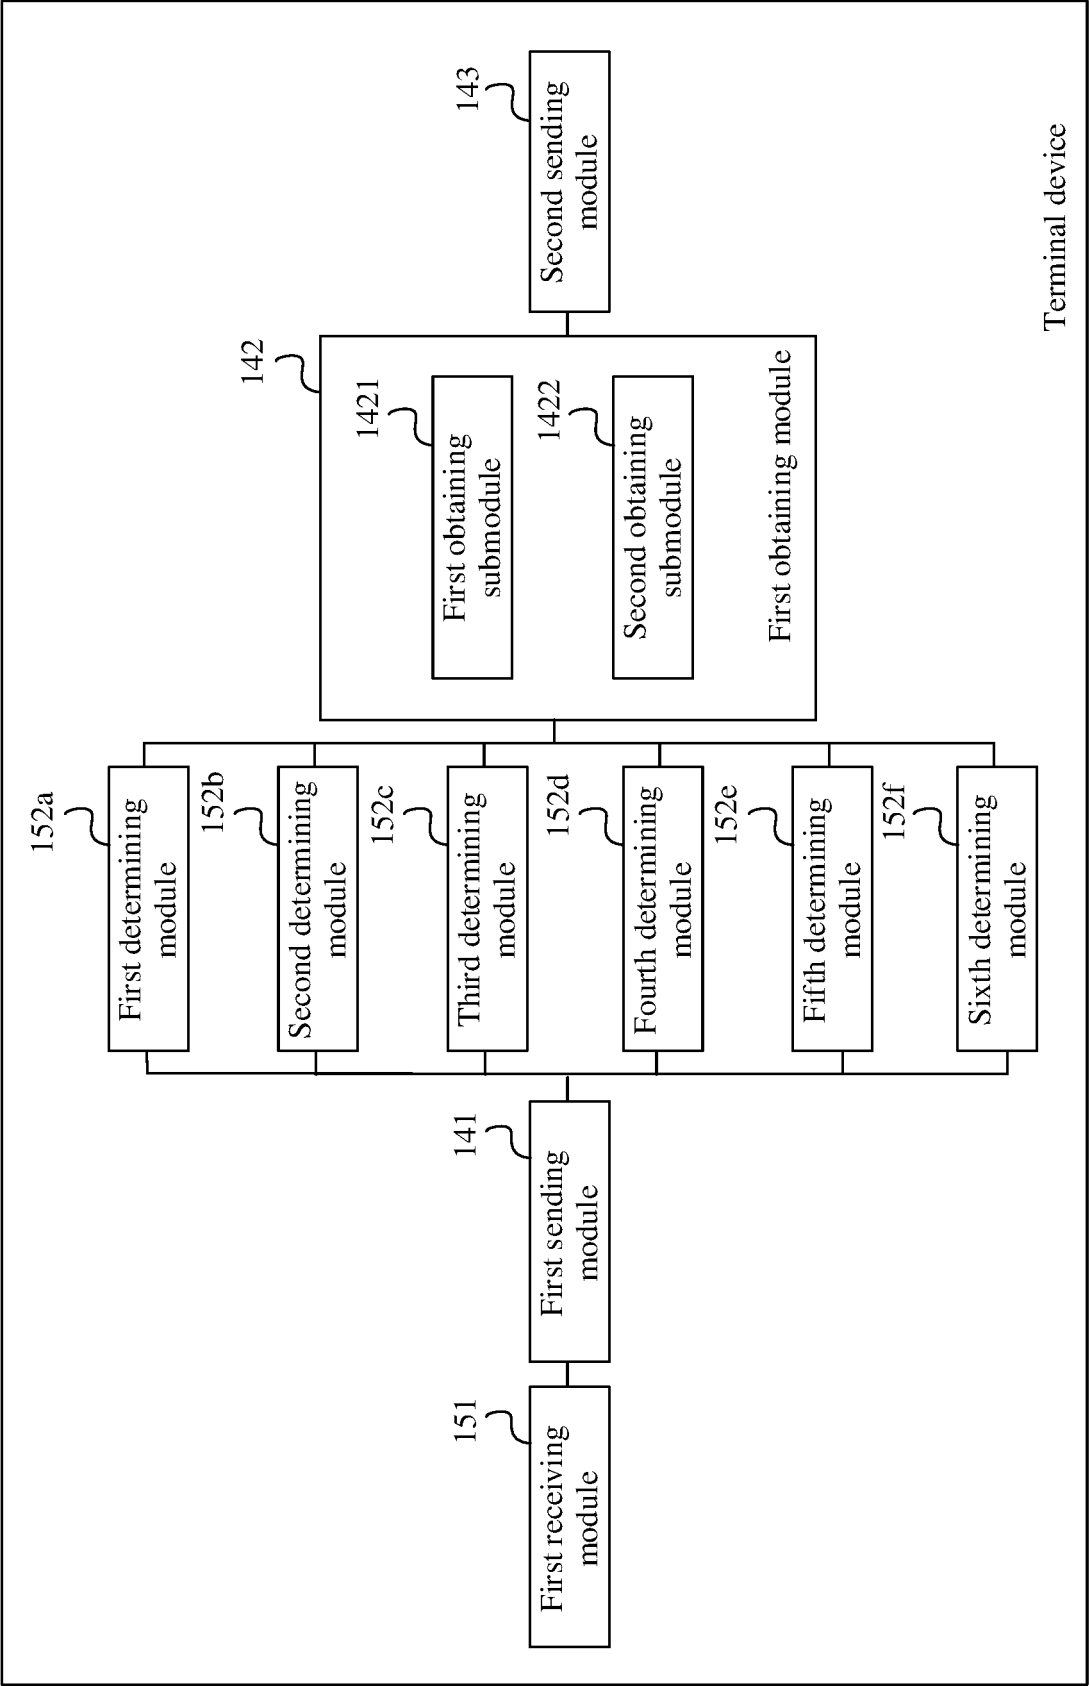 152a
First determining
module
152b
Second determining
module
142
1421
First obtaining
submodule
151
First receiving
module
141
First sending
module
152c
Third determining
module
143
Second sending
module
152d
Fourth determining
module
1422
Second obtaining
submodule
152e
Fifth determining
module
First obtaining module
152f
Sixth determining
module
Terminal device